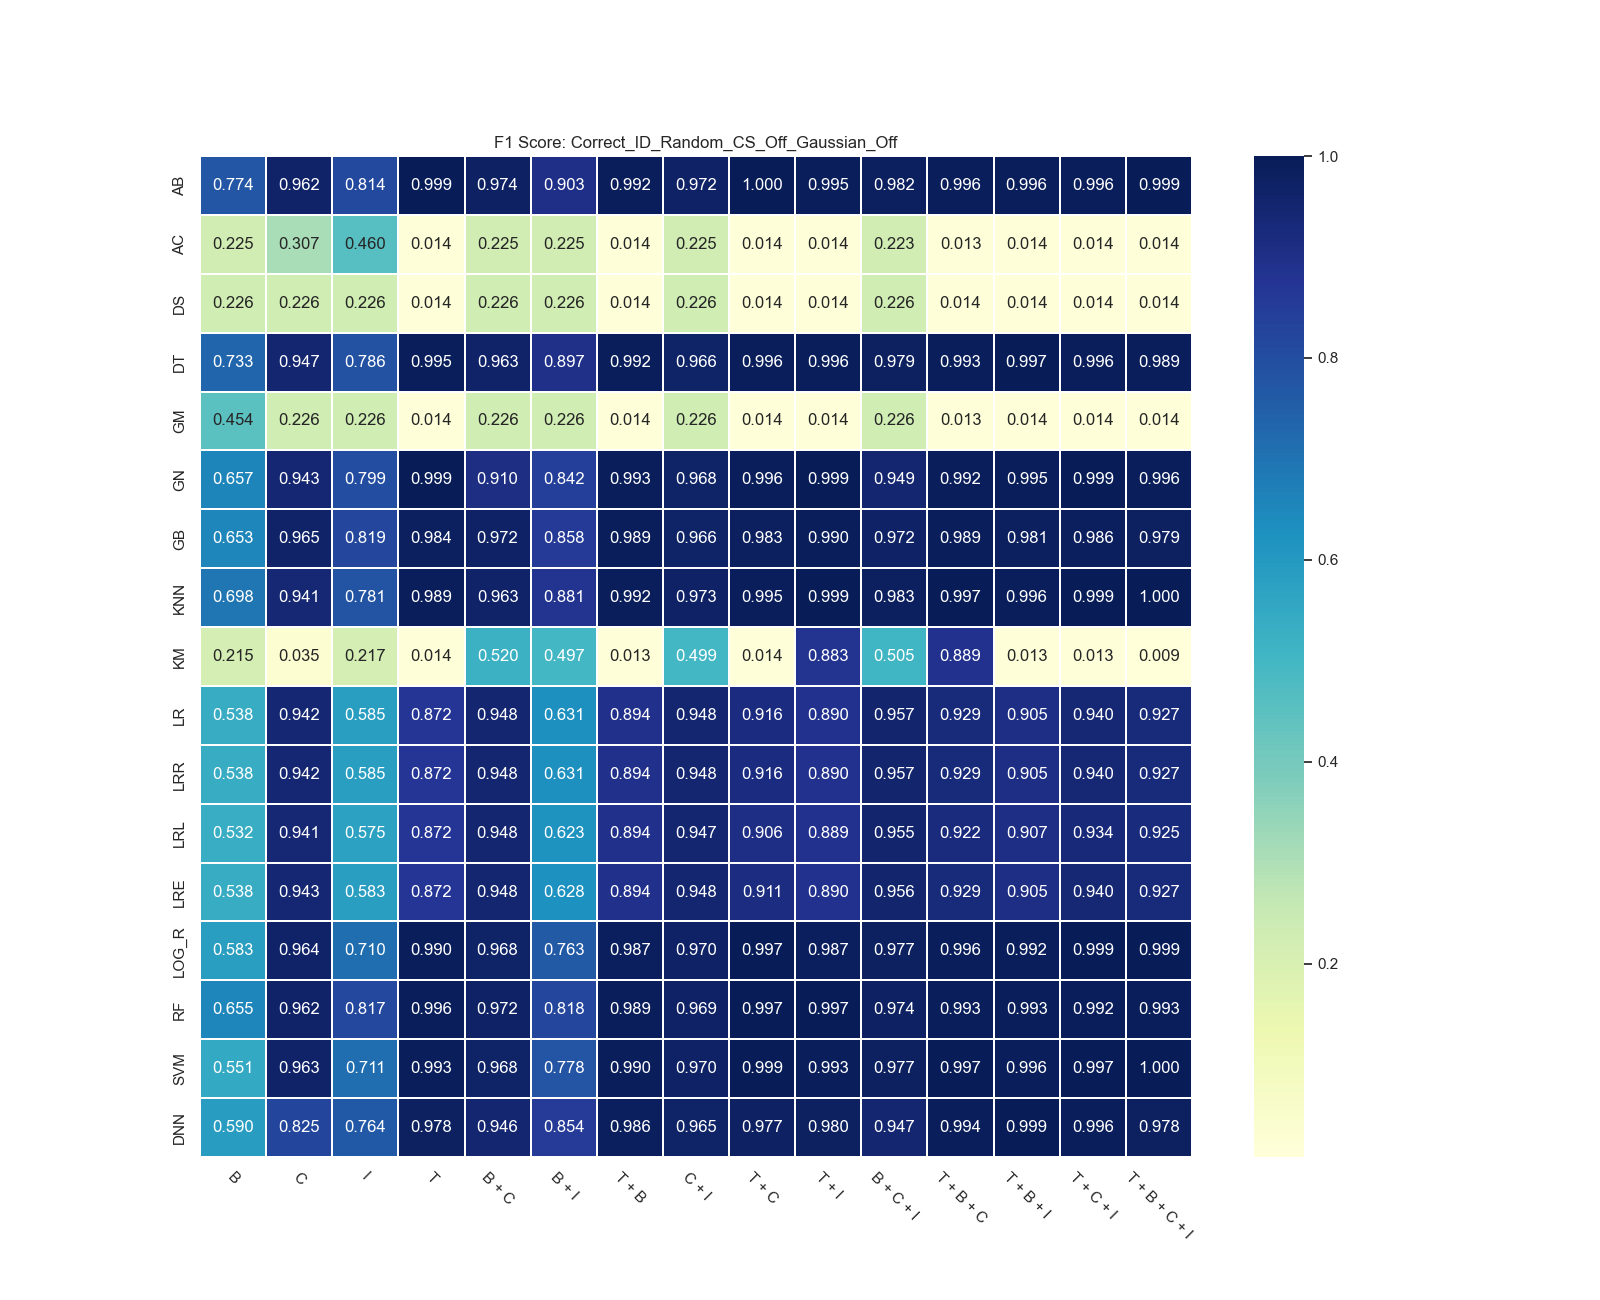 F1 Score: Correct_ID_Random_CS_Off_Gaussian_Off
AB 0.774 0.962 0.814 0.999 0.974 0.903 0.992 0.972 1.000 0.995 0.982 0.996 0.996 0.996 0.999
AC 0.225 0.307 0.460 0.014 0.225 0.225 0.014 0.225 0.014 0.014 0.223 0.013 0.014 0.014 0.014
DS 0.226 0.226 0.226 0.014 0.226 0.226 0.014 0.226 0.014 0.014 0.226 0.014 0.014 0.014 0.014
DT 0.733 0.947 0.786 0.995 0.963 0.897 0.992 0.966 0.996 0.996 0.979 0.993 0.997 0.996 0.989
GM 0.454 0.226 0.226 0.014 0.226 0.226 0.014 0.226 0.014 0.014 0.226 0.013 0.014 0.014 0.014
GN 0.657 0.943 0.799 0.999 0.910 0.842 0.993 0.968 0.996 0.999 0.949 0.992 0.995 0.999 0.996
GB 0.653 0.965 0.819 0.984 0.972 0.858 0.989 0.966 0.983 0.990 0.972 0.989 0.981 0.986 0.979
KNN 0.698 0.941 0.781 0.989 0.963 0.881 0.992 0.973 0.995 0.999 0.983 0.997 0.996 0.999 1.000
KM 0.215 0.035 0.217 0.014 0.520 0.497 0.013 0.499 0.014 0.883 0.505 0.889 0.013 0.013 0.009
LR 0.538 0.942 0.585 0.872 0.948 0.631 0.894 0.948 0.916 0.890 0.957 0.929 0.905 0.940 0.927
LRR 0.538 0.942 0.585 0.872 0.948 0.631 0.894 0.948 0.916 0.890 0.957 0.929 0.905 0.940 0.927
LRL 0.532 0.941 0.575 0.872 0.948 0.623 0.894 0.947 0.906 0.889 0.955 0.922 0.907 0.934 0.925
LRE 0.538 0.943 0.583 0.872 0.948 0.628 0.894 0.948 0.911 0.890 0.956 0.929 0.905 0.940 0.927
LOG_R 0.583 0.964 0.710 0.990 0.968 0.763 0.987 0.970 0.997 0.987 0.977 0.996 0.992 0.999 0.999
RF 0.655 0.962 0.817 0.996 0.972 0.818 0.989 0.969 0.997 0.997 0.974 0.993 0.993 0.992 0.993
SVM 0.551 0.963 0.711 0.993 0.968 0.778 0.990 0.970 0.999 0.993 0.977 0.997 0.996 0.997 1.000
DNN 0.590 0.825 0.764 0.978 0.946 0.854 0.986 0.965 0.977 0.980 0.947 0.994 0.999 0.996 0.978
B C I T B + C B + I T + B C + I T + C T + I B + C + I T + B + C T + B + I T + C + I T + B + C + I
1.0
0.8
0.6
0.4
0.2